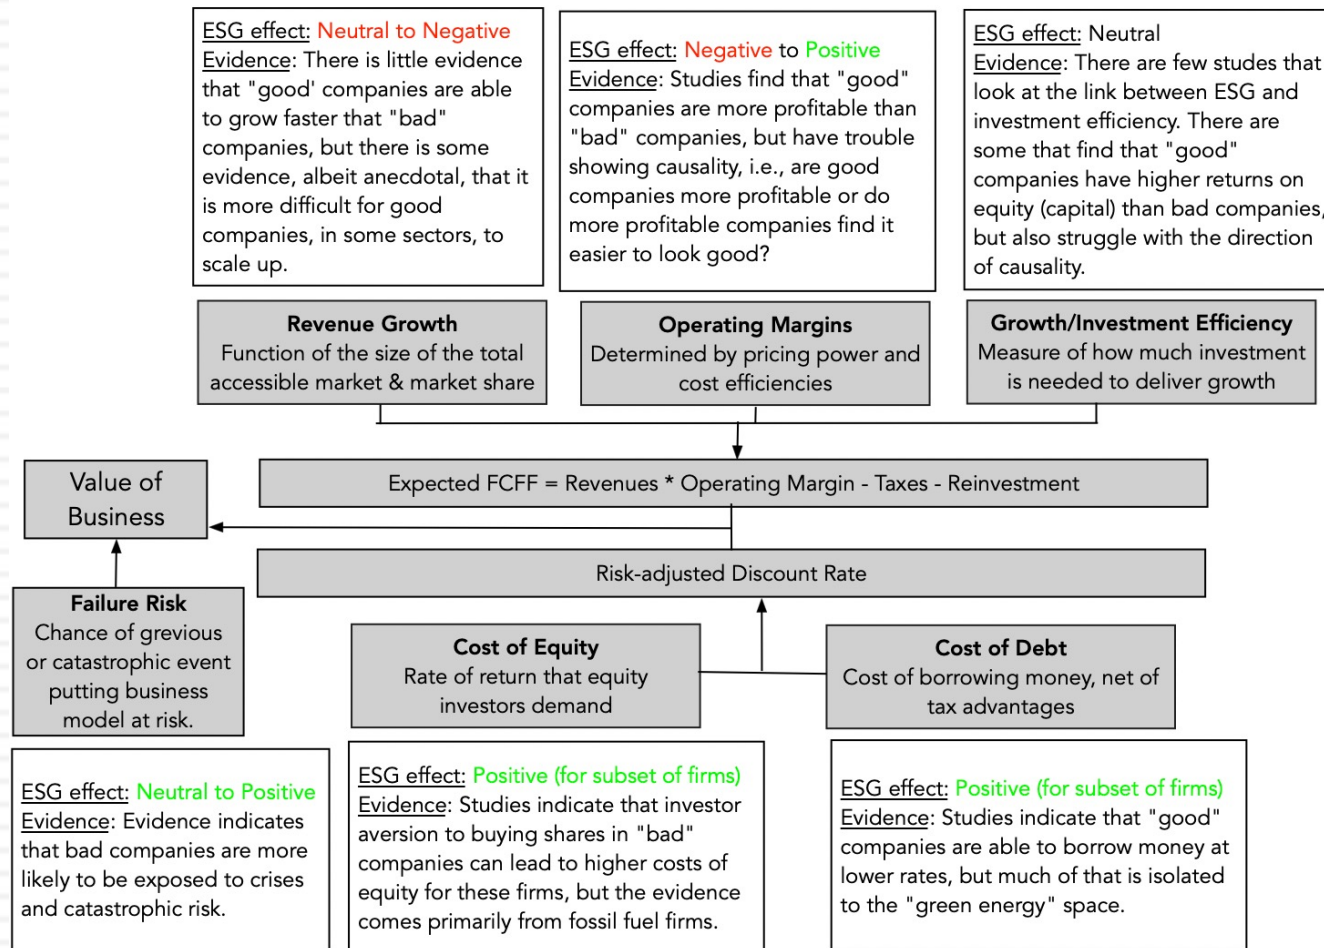 ESG effect: Neutral to Negative
Evidence: There is little evidence
that "good' companies are able
to grow faster that "bad"
companies, but there is some
evidence, albeit anecdotal, that it
is more difficult for good
companies, in some sectors, to
scale up.
ESG effect: Negative to Positive
Evidence: Studies find that "good"
companies are more profitable than
"bad" companies, but have trouble
showing causality, i.e., are good
companies more profitable or do
more profitable companies find it
easier to look good?
ESG effect: Neutral
Evidence: There are few studes that
look at the link between ESG and
investment efficiency. There are
some that find that "good"
companies have higher returns on
equity (capital) than bad companies,
but also struggle with the direction
of causality.
Revenue Growth
Function of the size of the total
accessible market & market share
Operating Margins
Determined by pricing power and
cost efficiencies
Growth/Investment Efficiency
Measure of how much investment
is needed to deliver growth
Value of
Business
Expected FCFF = Revenues * Operating Margin - Taxes - Reinvestment
Risk-adjusted Discount Rate
Failure Risk
Chance of grevious
or catastrophic event
putting business
model at risk.
Cost of Equity
Rate of return that equity
investors demand
Cost of Debt
Cost of borrowing money, net of
tax advantages
ESG effect: Neutral to Positive
Evidence: Evidence indicates
that bad companies are more
likely to be exposed to crises
and catastrophic risk.
ESG effect: Positive (for subset of firms)
Evidence: Studies indicate that investor
aversion to buying shares in "bad"
companies can lead to higher costs of
equity for these firms, but the evidence
comes primarily from fossil fuel firms.
ESG effect: Positive (for subset of firms)
Evidence: Studies indicate that "good"
companies are able to borrow money at
lower rates, but much of that is isolated
to the "green energy" space.